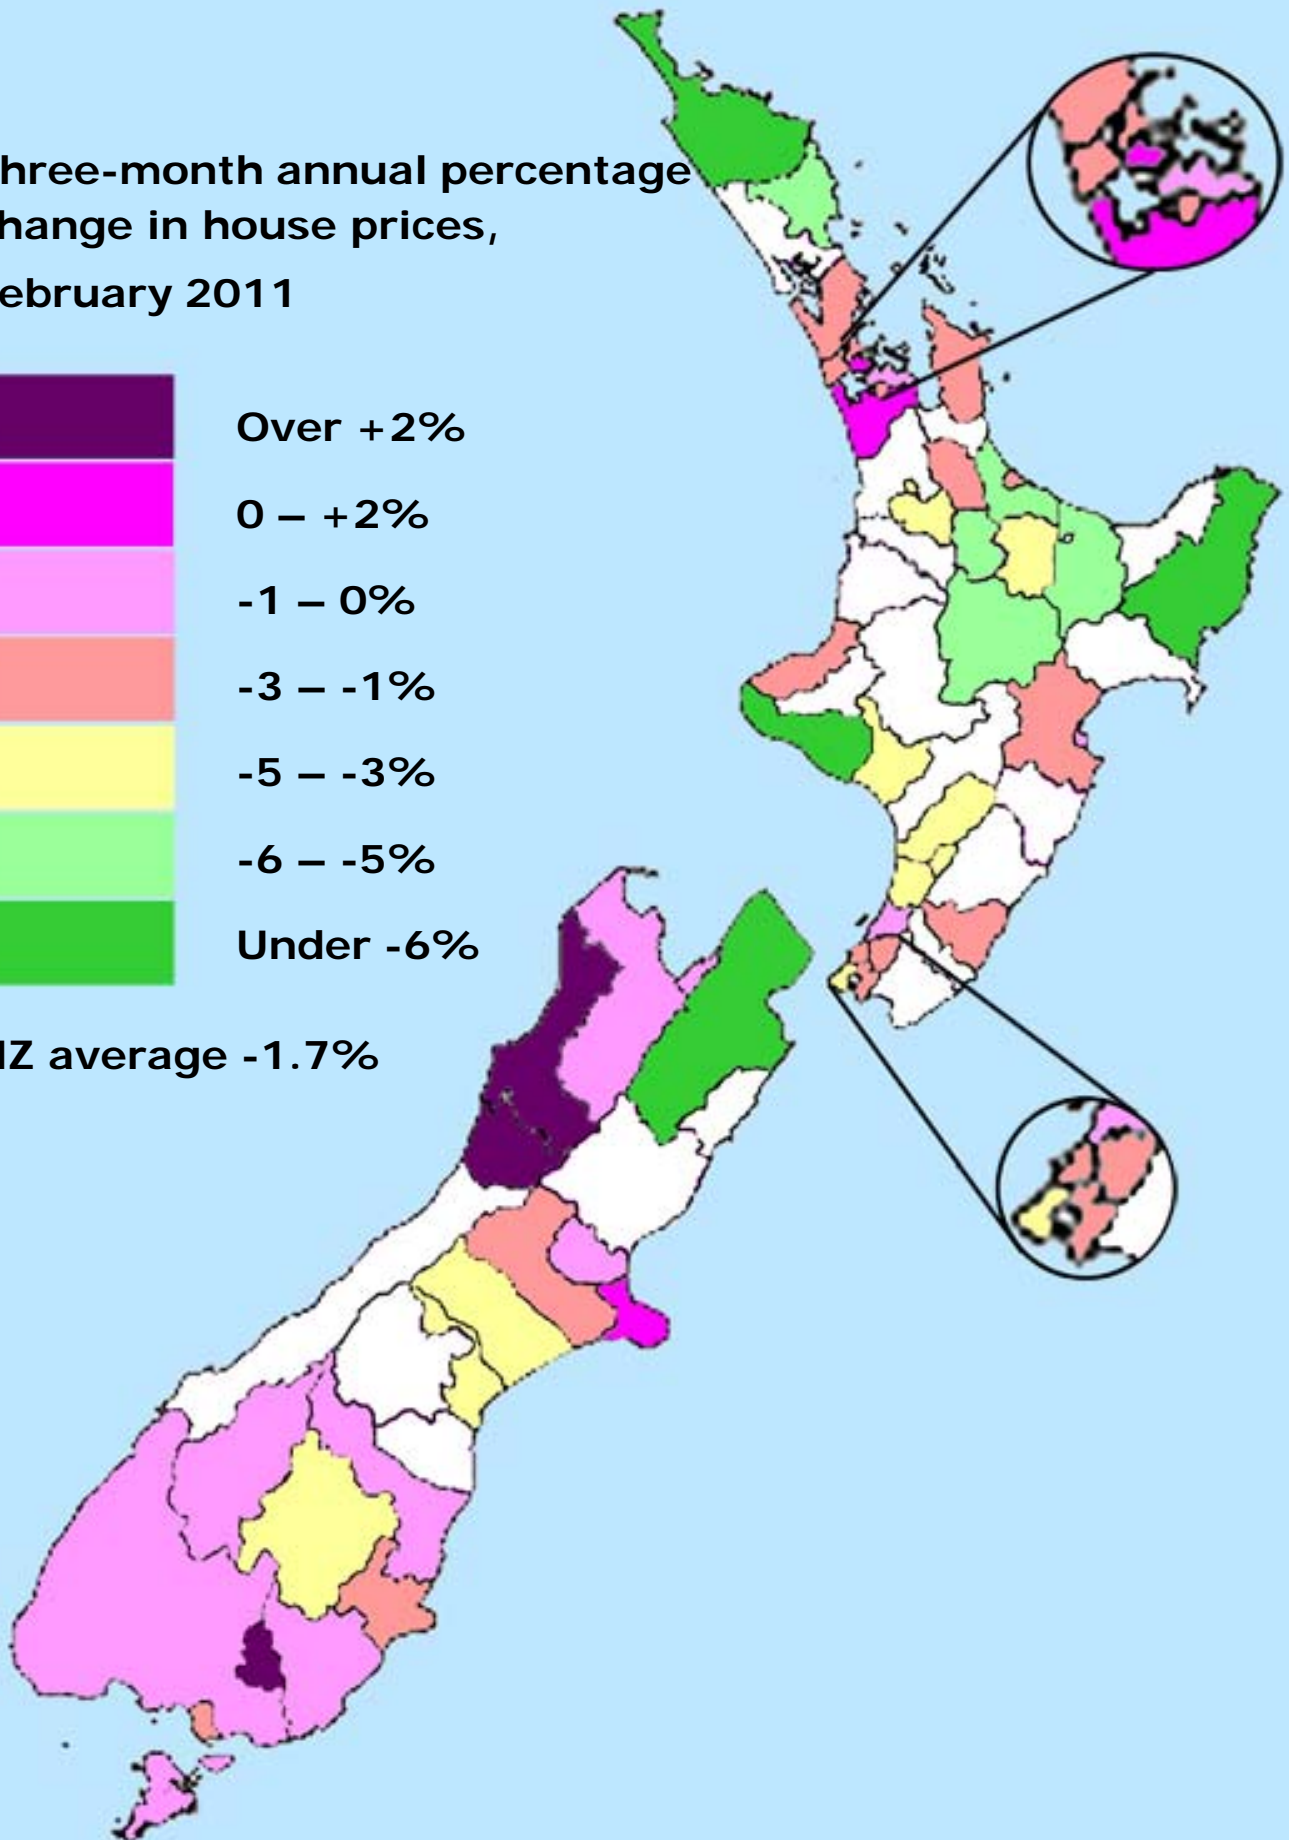 hree-month annual percentage
hange in house prices,
ebruary 2011
Over +2%
0 – +2%
-1 – 0%
-3 – -1%
-5 – -3%
-6 – -5%
Under -6%
IZ average -1.7%